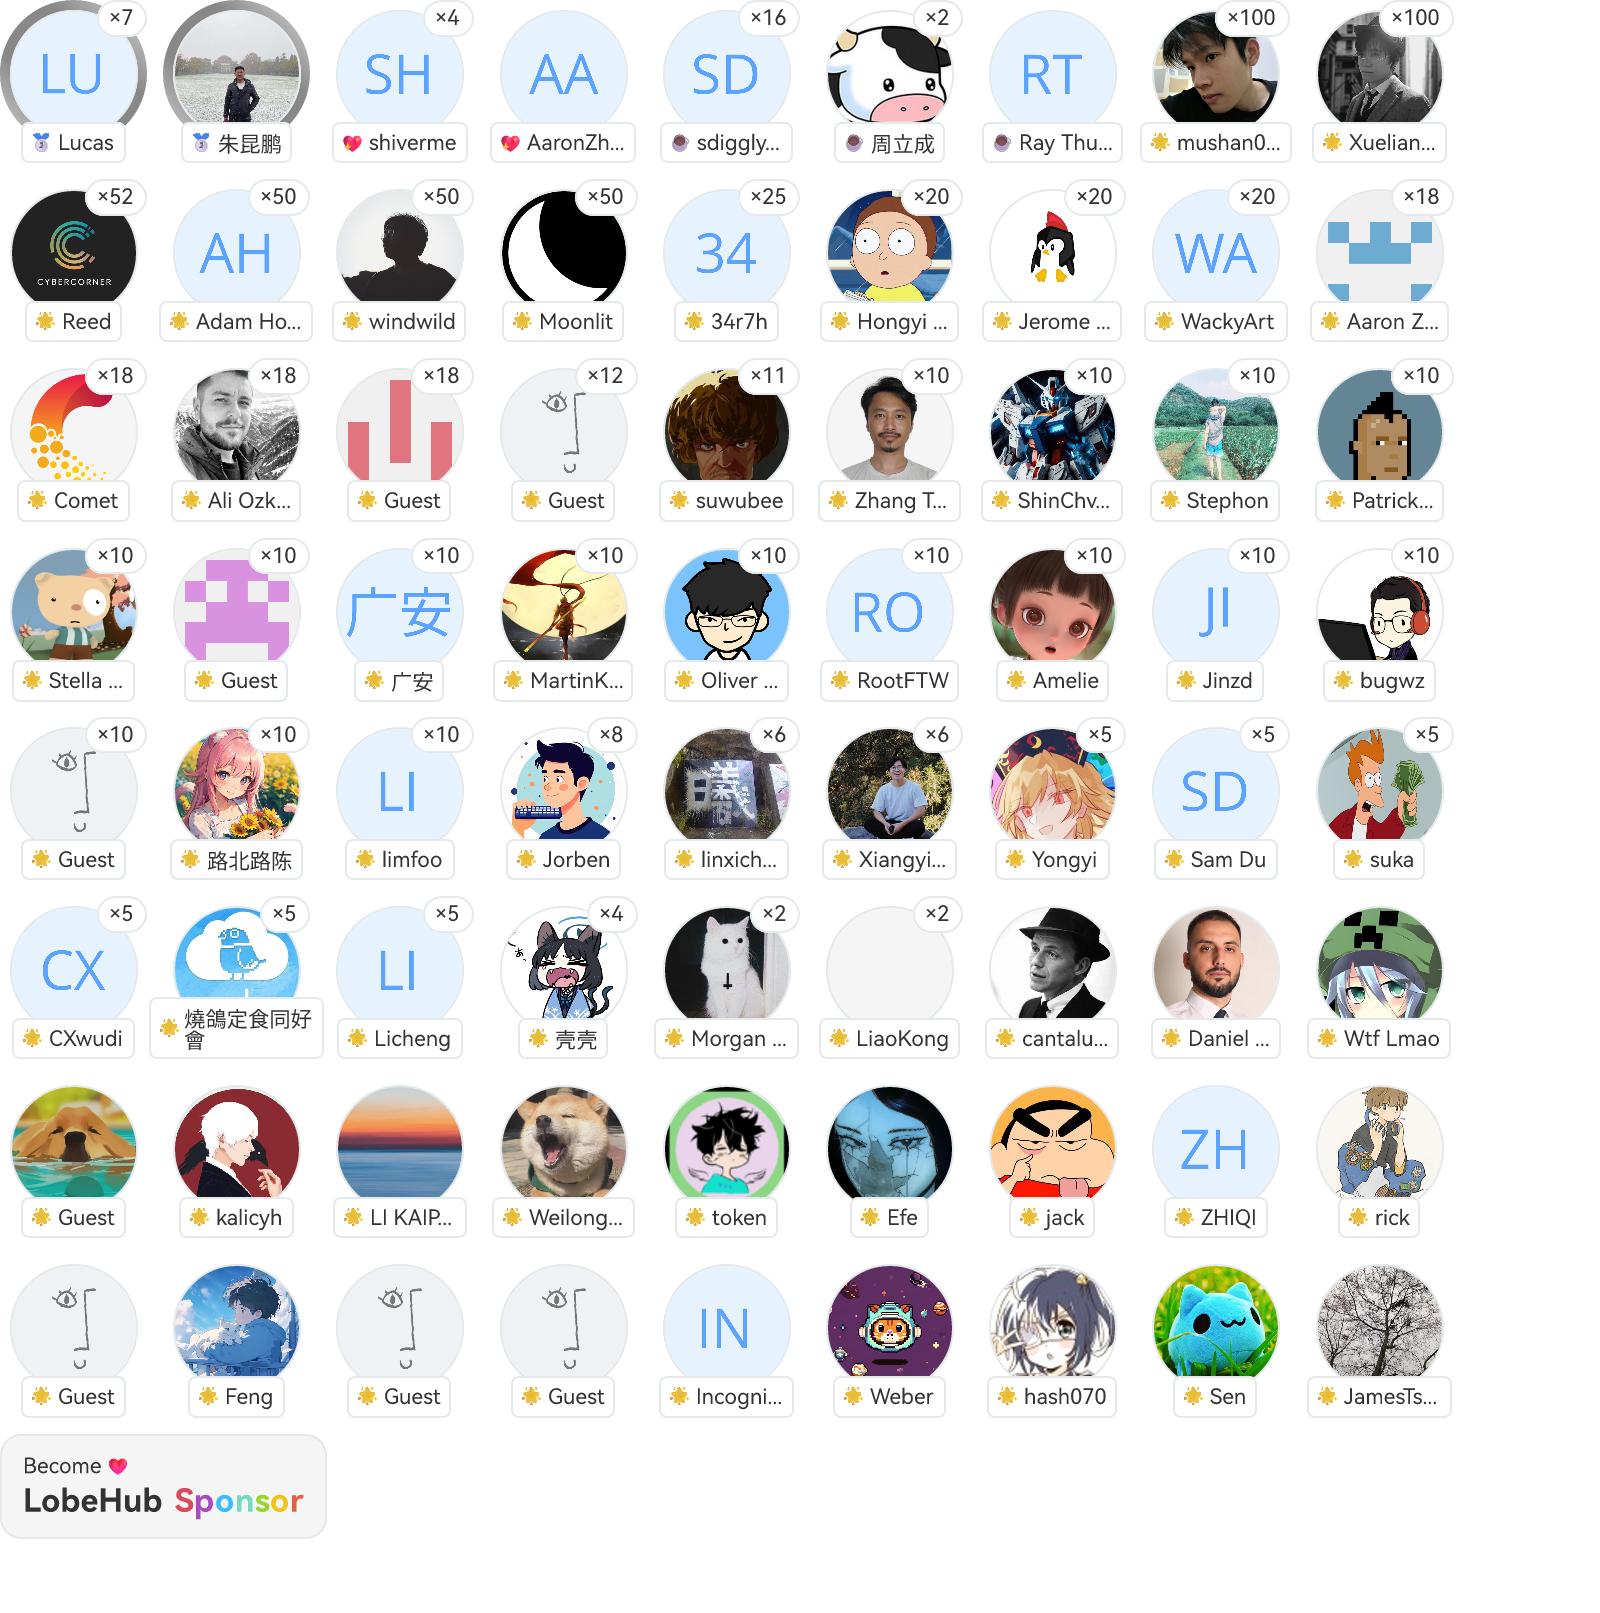 ×7
×4
×16
×2
×100
×100
LU
SH
AA
SD
RT
Lucas
朱昆鹏
shiverme
AaronZh...
sdiggly...
周立成
Ray Thu...
mushan0...
Xuelian...
×52
×50
×50
×50
×25
×20
×20
×20
×18
CYBERCORNER
AH
34
WA
Reed
Adam Ho...
windwild
Moonlit
34r7h
Hongyi ...
Jerome ...
WackyArt
Aaron Z...
×18
×18
×18
×12
×11
×10
×10
×10
×10
Comet
Ali Ozk...
Guest
Guest
suwubee
Zhang T...
ShinChv...
Stephon
Patrick...
×10
×10
×10
×10
×10
×10
×10
×10
×10
广安
RO
JI
Stella ...
Guest
广安
MartinK...
Oliver ...
RootFTW
Amelie
Jinzd
bugwz
×10
×10
×10
×8
×6
×6
×5
×5
×5
LI
SD
Guest
路北路陈
limfoo
Jorben
linxich...
Xiangyi...
Yongyi
Sam Du
suka
×5
×5
×5
×4
×2
×2
CX
LI
CXwudi
燒鴿定食同好
會
Licheng
壳壳
Morgan ...
LiaoKong
cantalu...
Daniel ...
Wtf Lmao
ZH
Guest
kalicyh
LI KAIP...
Weilong...
token
Efe
jack
ZHIQI
rick
IN
Guest
Feng
Guest
Guest
Incogni...
Weber
hash070
Sen
JamesTs...
Become
LobeHub Sponsor